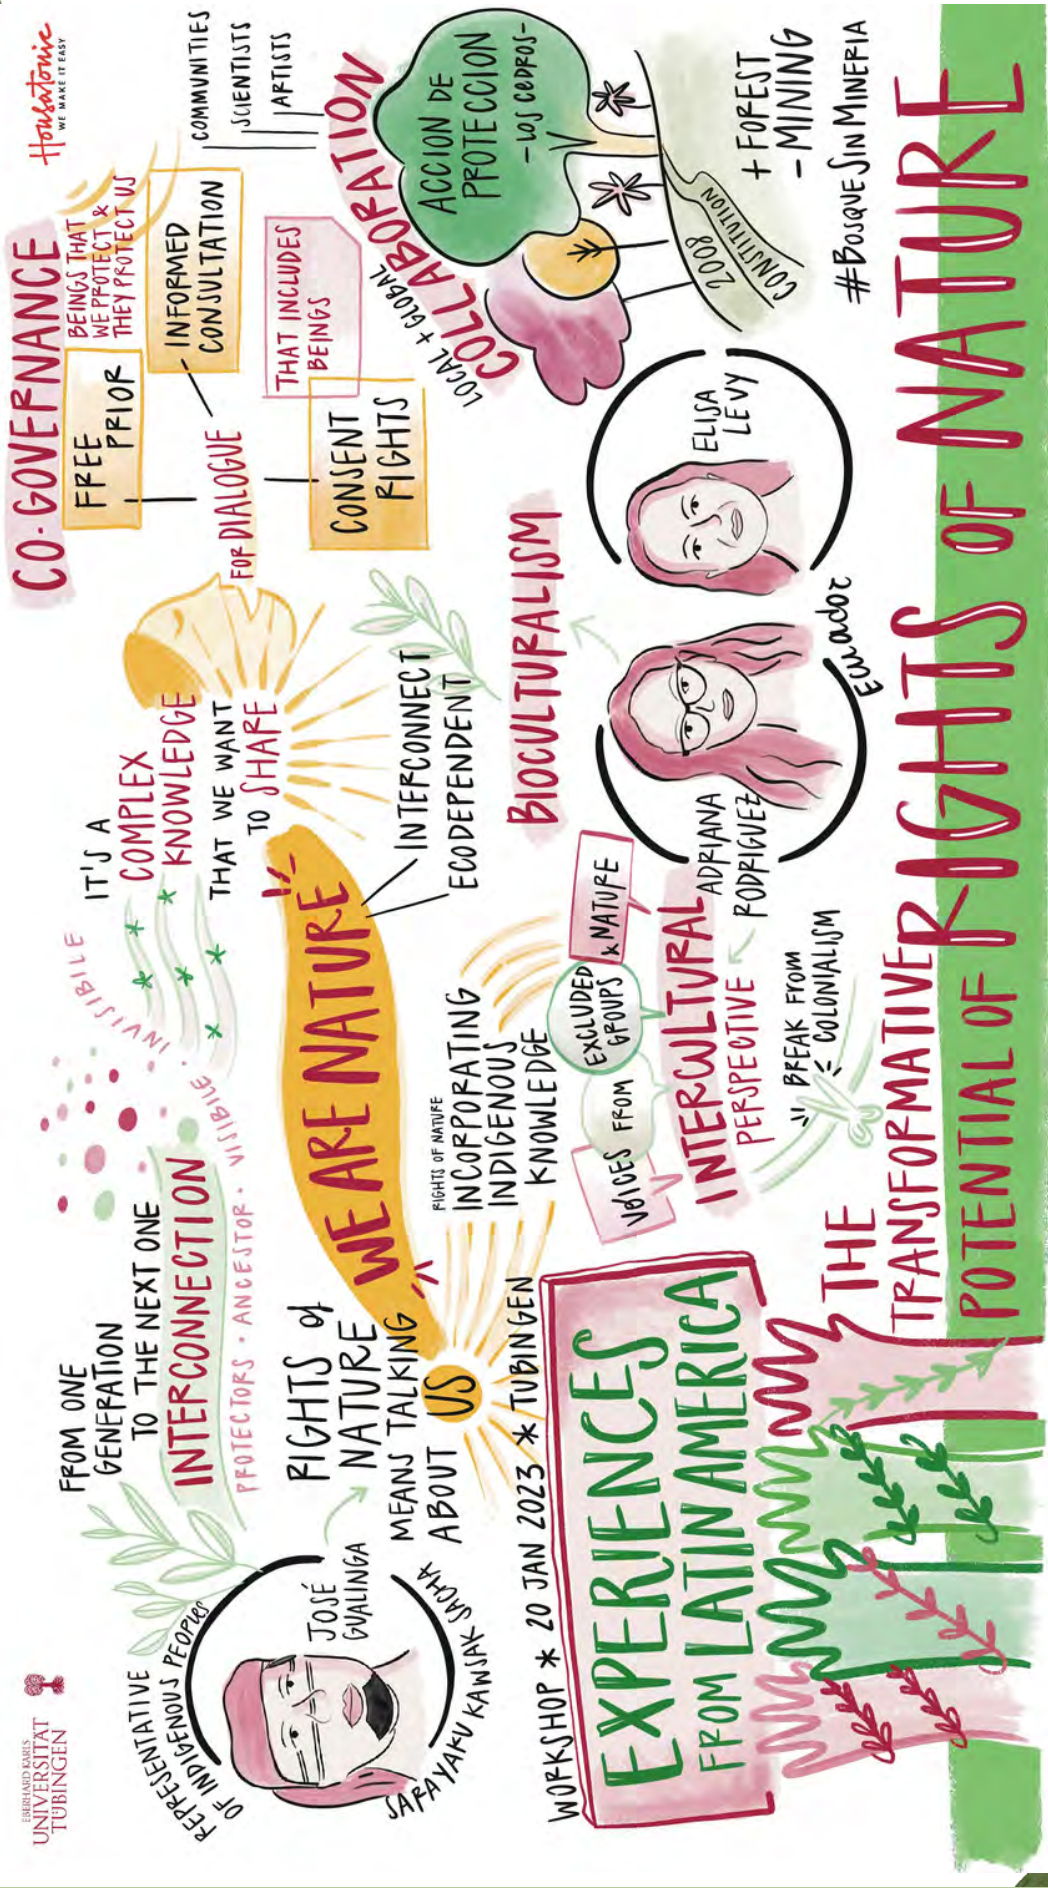 EBERHARD KARLS
UNIVERSITÄT
TÜBINGEN
Housatonic
WE MAKE IT EASY
REPRESENTATIVE
OF INDIGENOUS PEOPLES
JOSÉ
GUALINGA
SARAYAKU KAWSAK SACHA
FROM ONE
GENERATION
TO THE NEXT ONE
INTERCONNECTION
PROTECTORS · ANCESTOR · VISIBILE · INVISIBILE
RIGHTS of
NATURE
MEANS TALKING
ABOUT US
WE ARE NATURE
INTERCONNECT
ECODEPENDENT
IT'S A
COMPLEX
KNOWLEDGE
THAT WE WANT
TO SHARE
CO-GOVERNANCE
BEINGS THAT
WE PROTECT &
THEY PROTECT US
FREE
PRIOR
INFORMED
CONSULTATION
FOR DIALOGUE
CONSENT
RIGHTS
THAT INCLUDES
BEINGS
COMMUNITIES
SCIENTISTS
ARTISTS
LOCAL + GLOBAL
COLLABORATION
ACCION DE
PROTECCION
- LOS CEDROS -
2008
CONSTITUTION
+ FOREST
- MINING
#BOSQUESINMINERIA
RIGHTS OF NATURE
INCORPORATING
INDIGENOUS
KNOWLEDGE
VOICES FROM EXCLUDED
GROUPS & NATURE
INTERCULTURAL
PERSPECTIVE
BREAK FROM
COLONIALISM
BIOCULTURALISM
ADRIANA
RODRIGUEZ
ELISA
LEVY
Ecuador
WORKSHOP * 20 JAN 2023 * TUBINGEN
EXPERIENCES
FROM LATIN AMERICA
THE
TRANSFORMATIVE
POTENTIAL OF RIGHTS OF NATURE